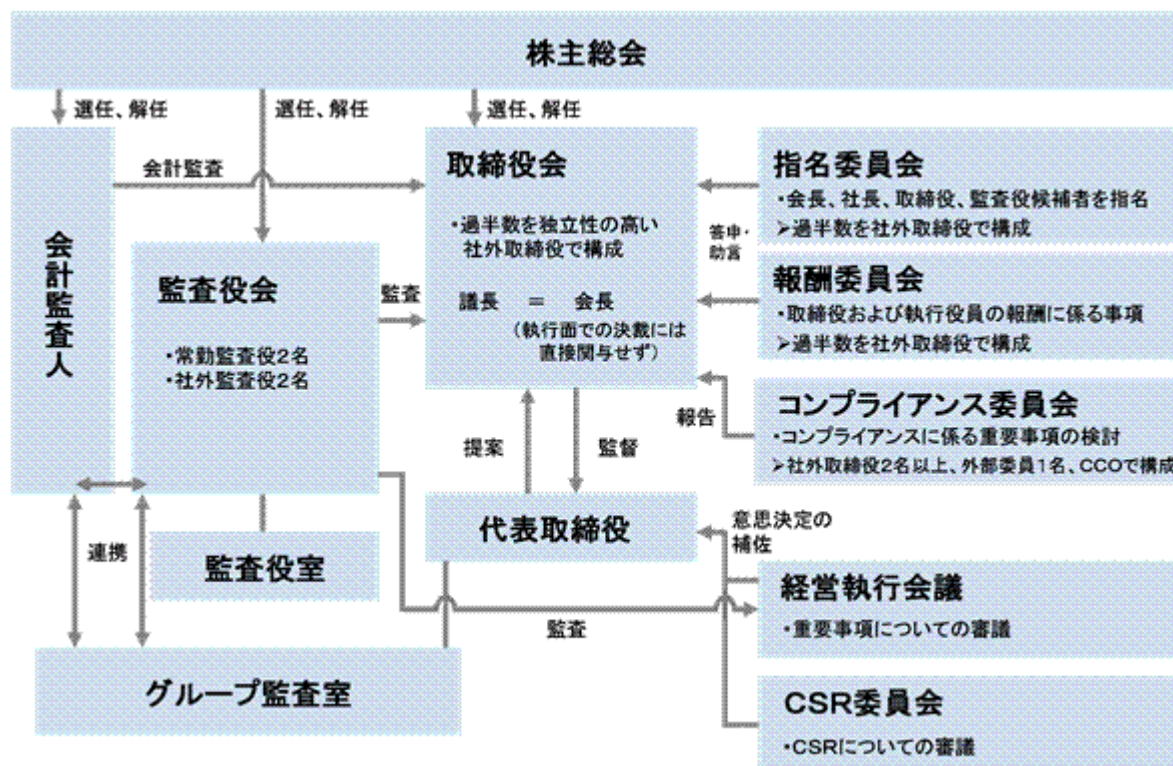 株主総会
選任、解任
選任、解任
選任、解任
会計監査人
会計監査
取締役会
・過半数を独立性の高い
社外取締役で構成
議長 = 会長
(執行面での決裁には
直接関与せず)
指名委員会
・会長、社長、取締役、監査役候補者を指名
➢過半数を社外取締役で構成
答申・
助言
報酬委員会
・取締役および執行役員の報酬に係る事項
➢過半数を社外取締役で構成
監査役会
・常勤監査役2名
・社外監査役2名
監査
コンプライアンス委員会
・コンプライアンスに係る重要事項の検討
➢社外取締役2名以上、外部委員1名、CCOで構成
報告
提案
監督
代表取締役
意思決定の
補佐
連携
監査役室
経営執行会議
・重要事項についての審議
監査
グループ監査室
CSR委員会
・CSRについての審議